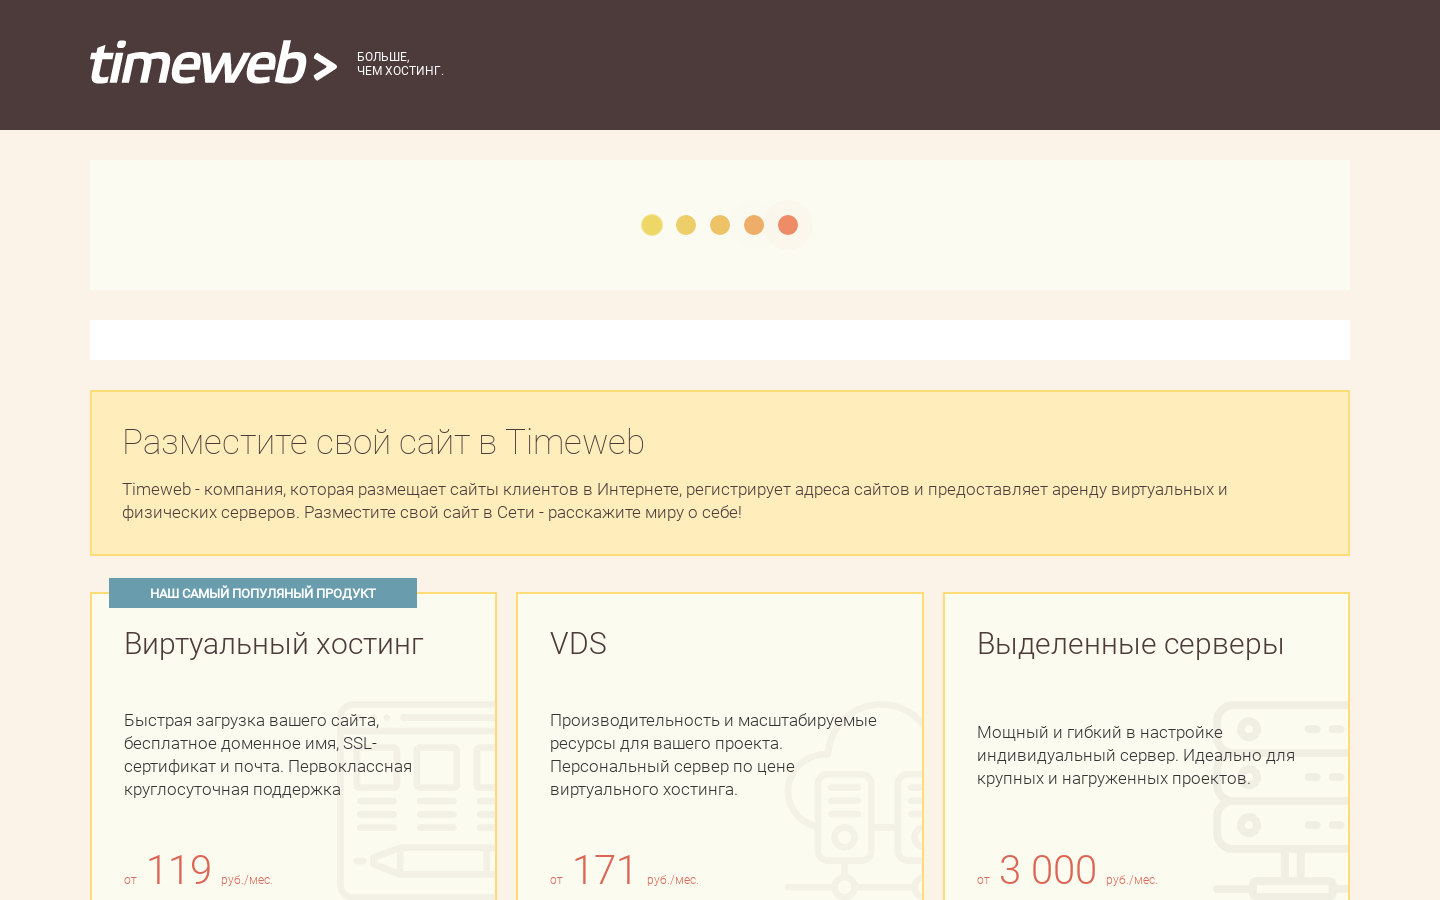 timeweb>
БОЛЬШЕ,
ЧЕМ ХОСТИНГ.
Разместите свой сайт в Timeweb
Timeweb - компания, которая размещает сайты клиентов в Интернете, регистрирует адреса сайтов и предоставляет аренду виртуальных и
физических серверов. Разместите свой сайт в Сети - расскажите миру о себе!
НАШ САМЫЙ ПОПУЛЯНЫЙ ПРОДУКТ
Виртуальный хостинг
Быстрая загрузка вашего сайта,
бесплатное доменное имя, SSL-
сертификат и почта. Первоклассная
круглосуточная поддержка
от 119 руб./мес.
VDS
Производительность и масштабируемые
ресурсы для вашего проекта.
Персональный сервер по цене
виртуального хостинга.
от 171 руб./мес.
Выделенные серверы
Мощный и гибкий в настройке
индивидуальный сервер. Идеально для
крупных и нагруженных проектов.
от 3 000 руб./мес.